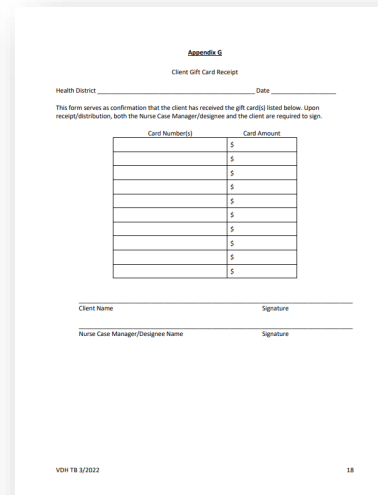 Appendix G
Client Gift Card Receipt
Health District ____ Date ____
This form serves as confirmation that the client has received the gift card(s) listed below. Upon
receipt/distribution, both the Nurse Case Manager/designee and the client are required to sign.
Card Number(s) Card Amount
$
$
$
$
$
$
$
$
$
$
Client Name Signature
Nurse Case Manager/Designee Name Signature
VDH TB 3/2022 18